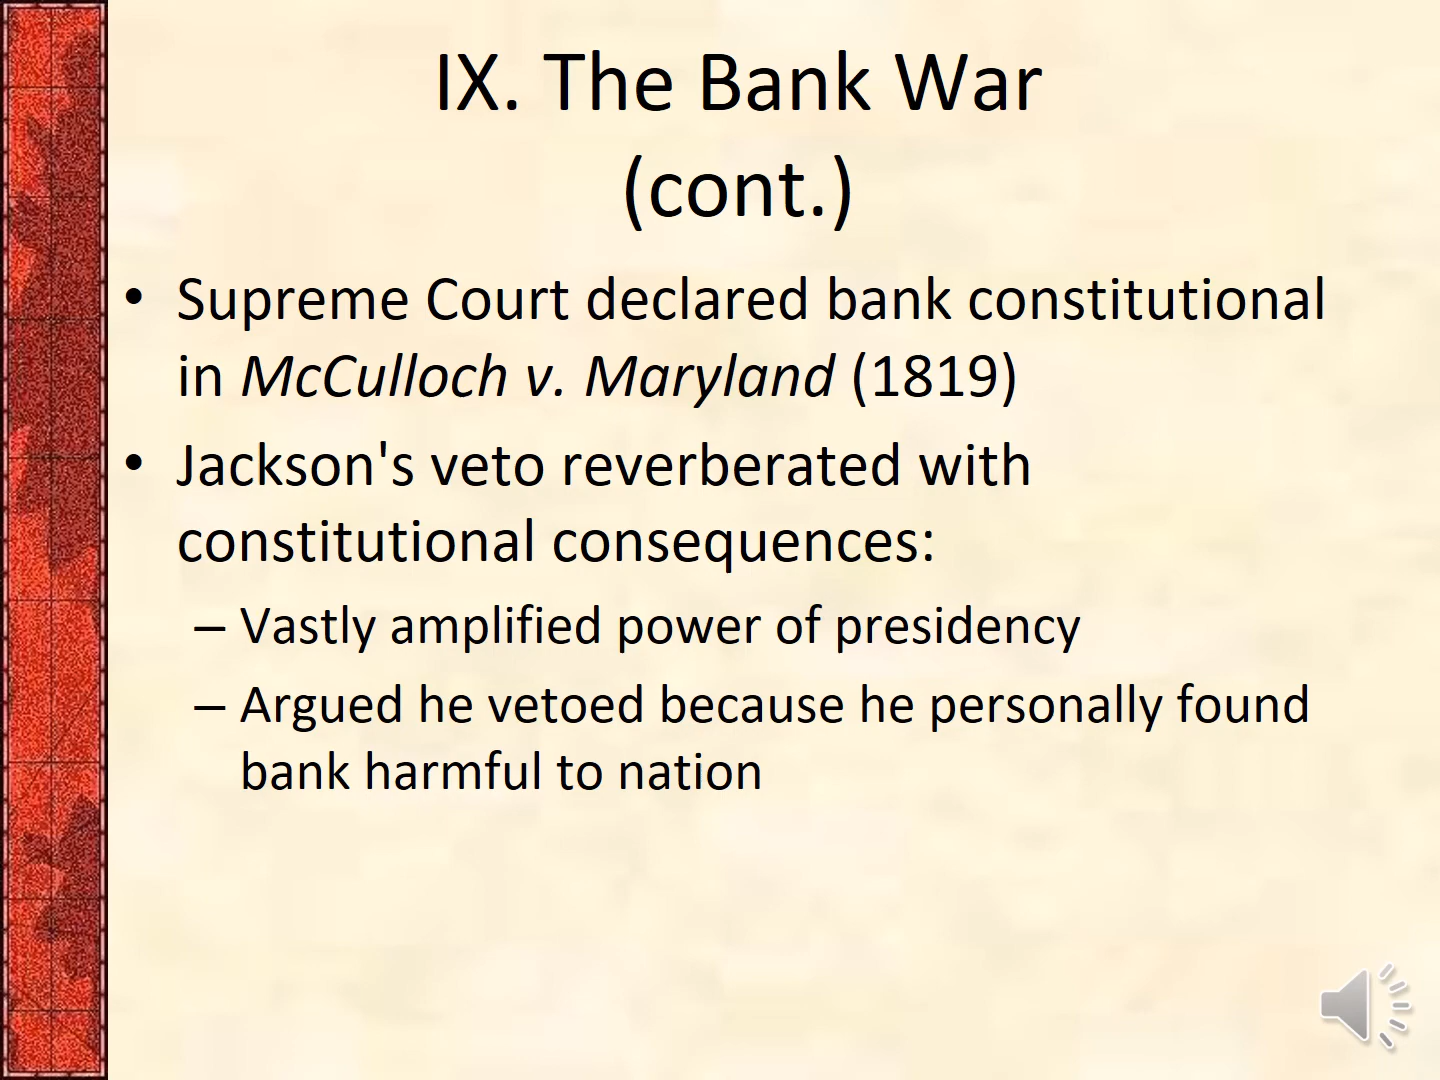 IX. The Bank War
(cont.)
• Supreme Court declared bank constitutional
in McCulloch v. Maryland (1819)
• Jackson's veto reverberated with
constitutional consequences:
– Vastly amplified power of presidency
– Argued he vetoed because he personally found
bank harmful to nation